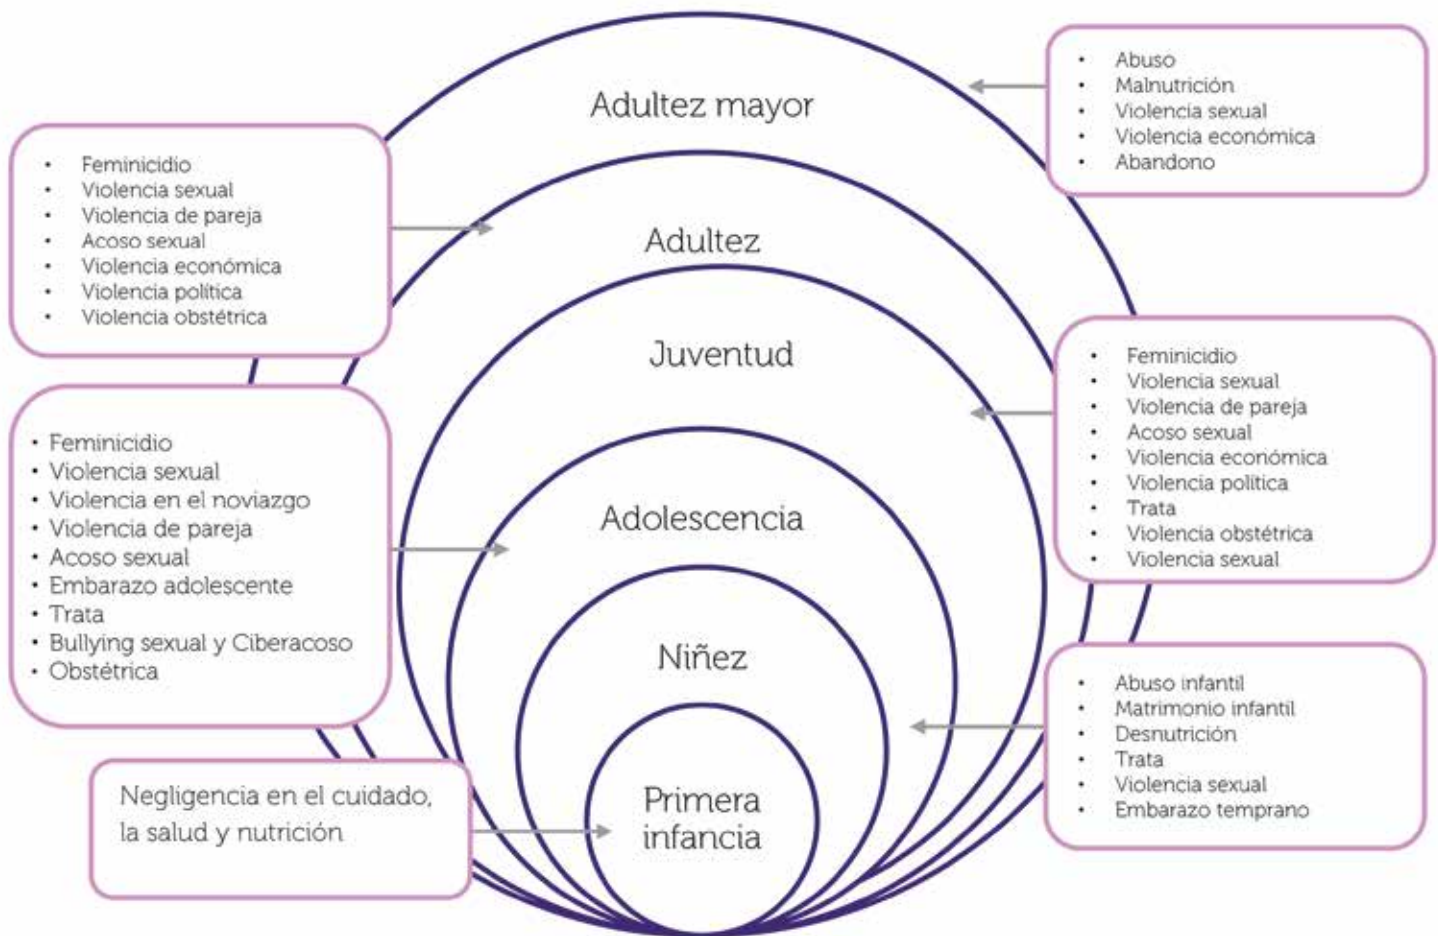 Adultez mayor
• Abuso
• Malnutrición
• Violencia sexual
• Violencia económica
• Abandono
• Feminicidio
• Violencia sexual
• Violencia de pareja
• Acoso sexual
• Violencia económica
• Violencia política
• Violencia obstétrica
Adultez
Juventud
• Feminicidio
• Violencia sexual
• Violencia de pareja
• Acoso sexual
• Violencia económica
• Violencia política
• Trata
• Violencia obstétrica
• Violencia sexual
• Feminicidio
• Violencia sexual
• Violencia en el noviazgo
• Violencia de pareja
• Acoso sexual
• Embarazo adolescente
• Trata
• Bullying sexual y Ciberacoso
• Obstétrica
Adolescencia
Niñez
• Abuso infantil
• Matrimonio infantil
• Desnutrición
• Trata
• Violencia sexual
• Embarazo temprano
Negligencia en el cuidado,
la salud y nutrición
Primera
infancia